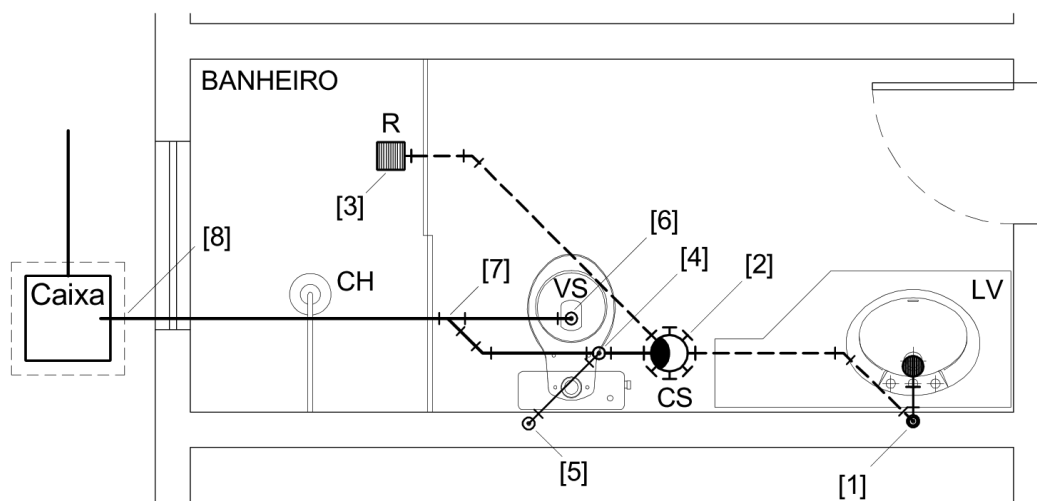 BANHEIRO
R
[3]
[6]
[4]
[8]
[2]
Caixa
CH
[7]
VS
LV
CS
[5]
[1]